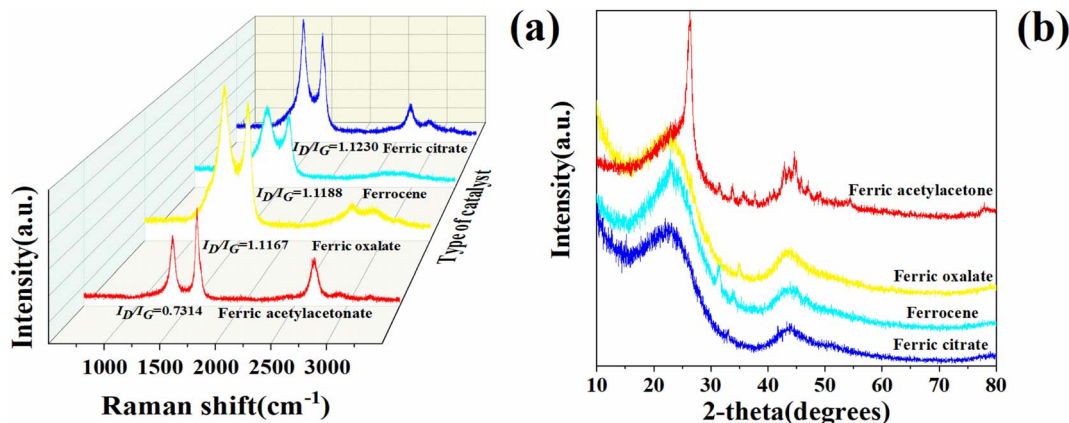 (a)
I_D/I_G=1.1230 Ferric citrate
I_D/I_G=1.1188 Ferrocene
I_D/I_G=1.1167 Ferric oxalate
I_D/I_G=0.7314 Ferric acetylacetonate
Type of catalyst
Intensity(a.u.)
1000 1500 2000 2500 3000
Raman shift(cm⁻¹)
(b)
Intensity(a.u.)
Ferric acetylacetone
Ferric oxalate
Ferrocene
Ferric citrate
10 20 30 40 50 60 70 80
2-theta(degrees)